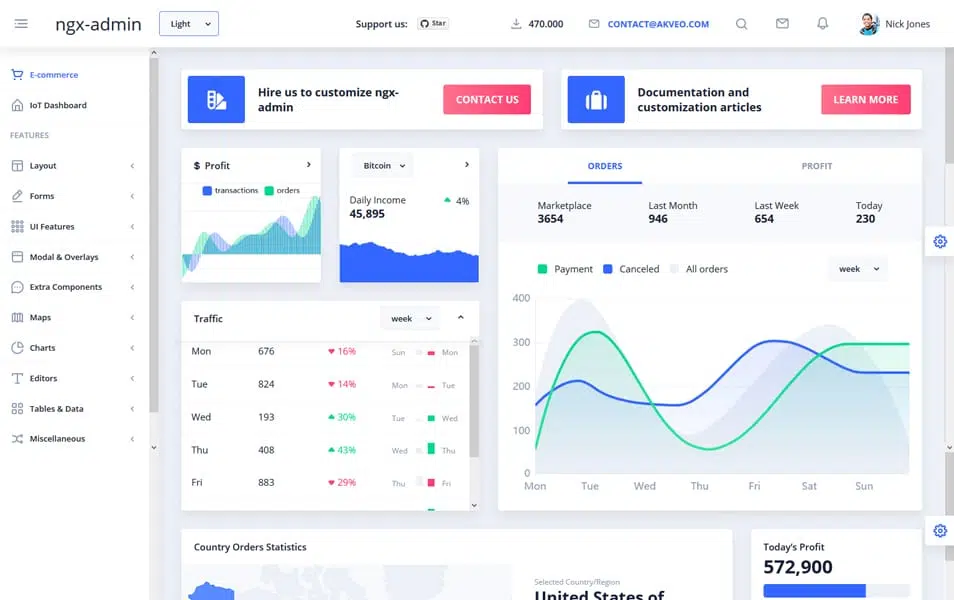 ngx-admin
Light
Support us:
Star
470.000
CONTACT@AKVEO.COM
Nick Jones
E-commerce
IoT Dashboard
FEATURES
Layout
Forms
UI Features
Modal & Overlays
Extra Components
Maps
Charts
Editors
Tables & Data
Miscellaneous
Hire us to customize ngx-
admin
CONTACT US
Documentation and
customization articles
LEARN MORE
$ Profit
transactions orders
Bitcoin
Daily Income
45,895
4%
ORDERS
PROFIT
Marketplace
3654
Last Month
946
Last Week
654
Today
230
Payment Canceled All orders
week
400
300
200
100
0
Mon Tue Wed Thu Fri Sat Sun
Traffic
week
Mon 676 16% Sun Mon
Tue 824 14% Mon Tue
Wed 193 30% Tue Wed
Thu 408 43% Wed Thu
Fri 883 29% Thu Fri
Country Orders Statistics
Selected Country/Region
United States of
Today's Profit
572,900